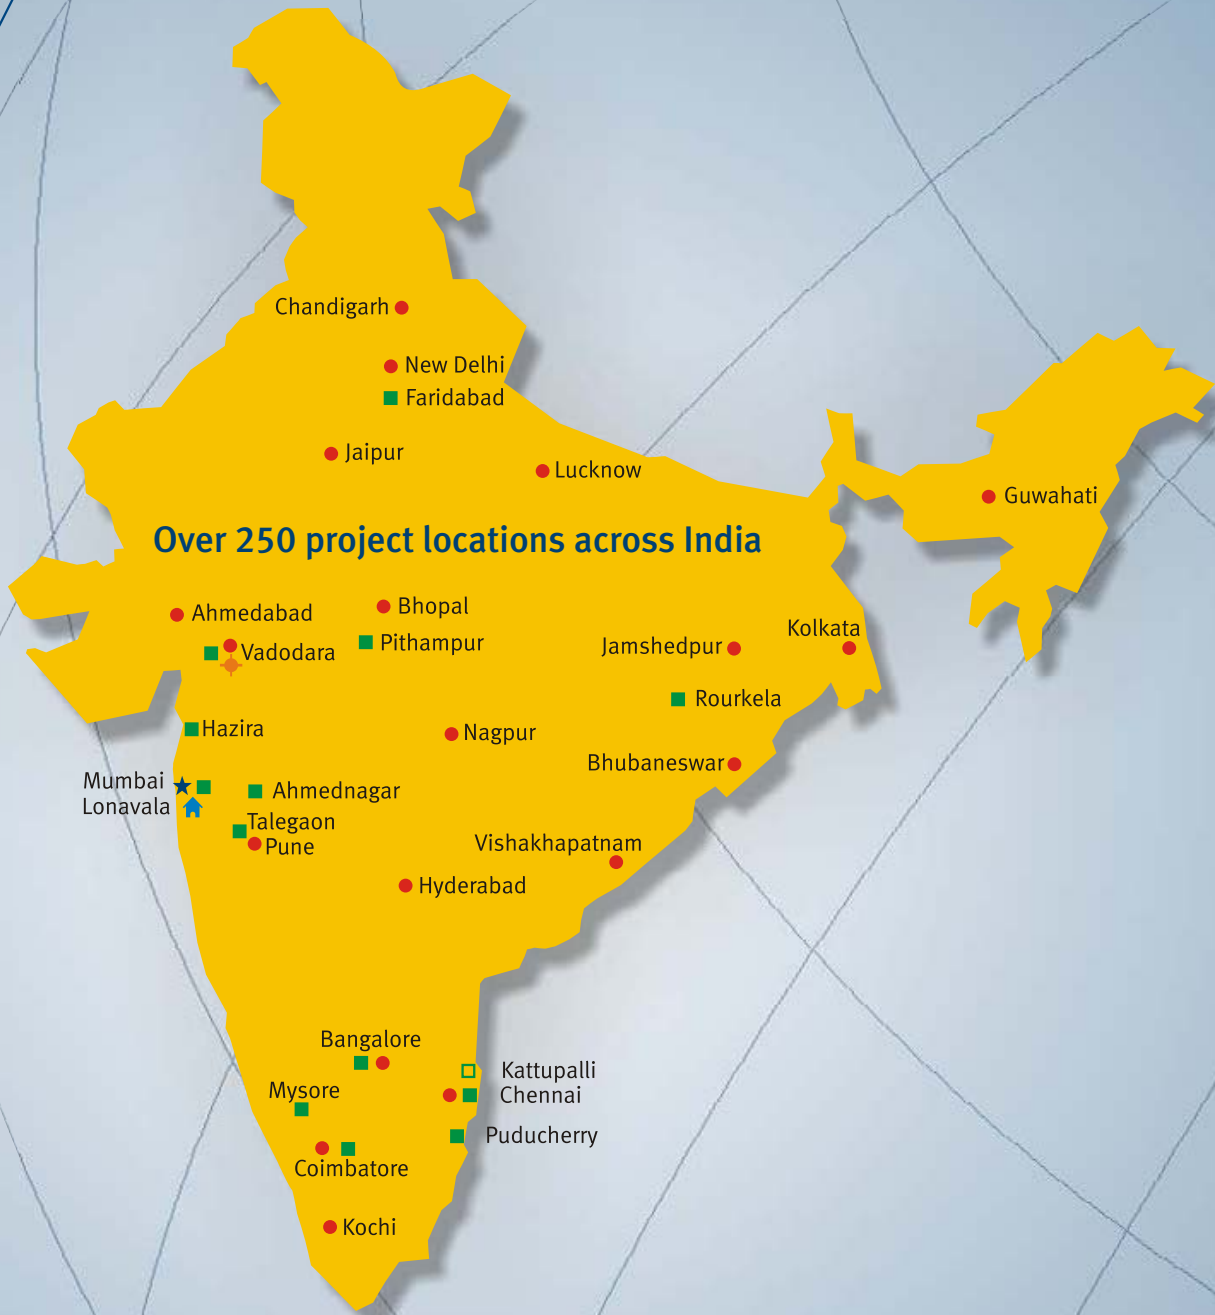 Chandigarh
New Delhi
Faridabad
Jaipur
Lucknow
Guwahati
Over 250 project locations across India
Ahmedabad
Bhopal
Vadodara
Pithampur
Jamshedpur
Kolkata
Rourkela
Hazira
Nagpur
Bhubaneswar
Mumbai
Lonavala
Ahmednagar
Talegaon
Pune
Vishakhapatnam
Hyderabad
Bangalore
Kattupalli
Chennai
Mysore
Puducherry
Coimbatore
Kochi